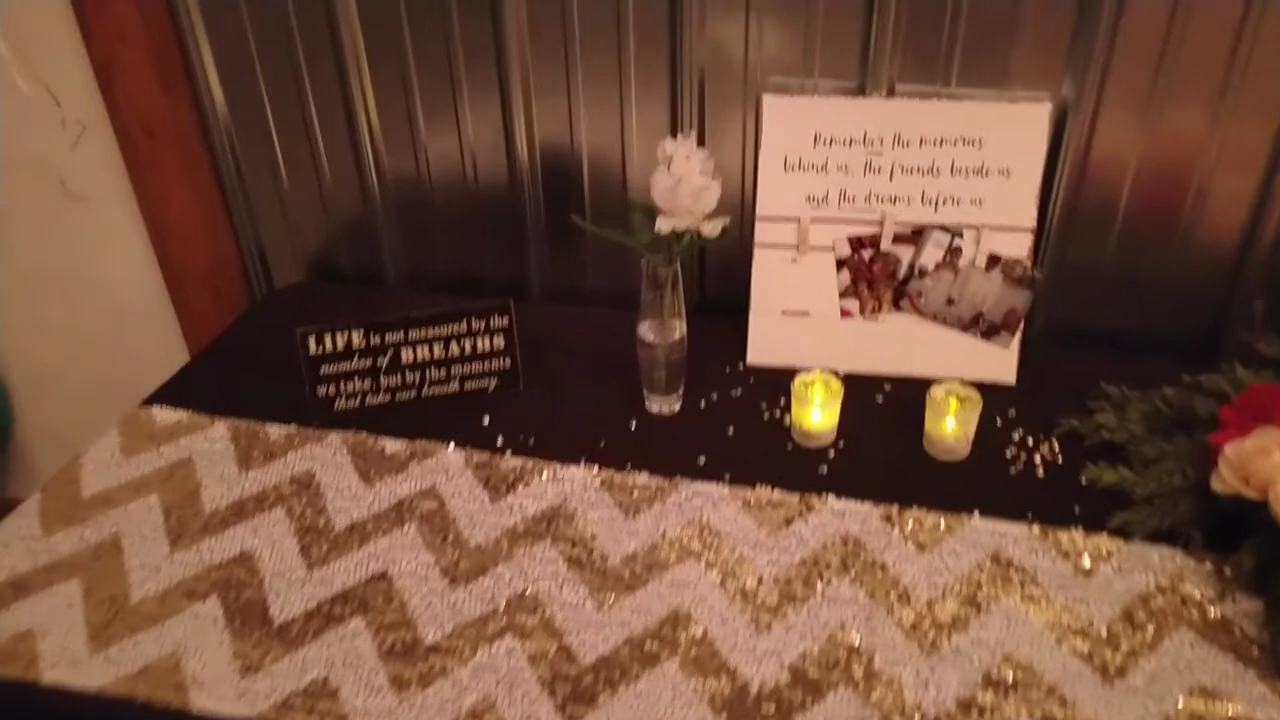 Remember the memories
behind us, the friends beside us
and the dreams before us
LIFE is not measured by the
number of BREATHS
we take, but by the moments
that take our breath away.